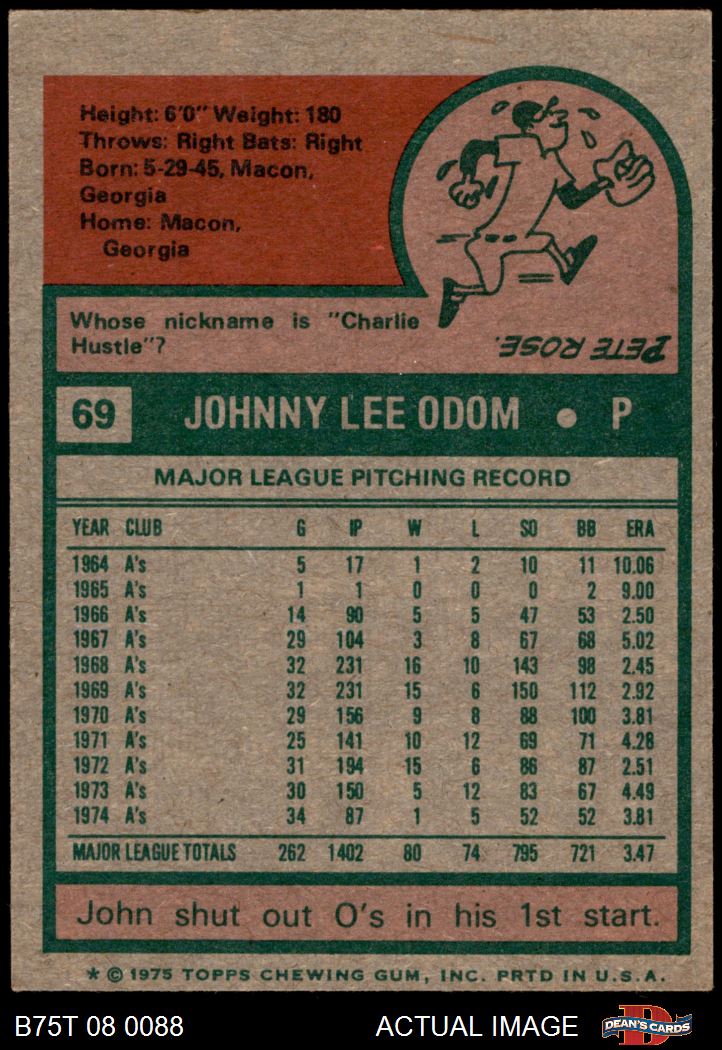 Height: 6'0" Weight: 180
Throws: Right Bats: Right
Born: 5-29-45, Macon,
Georgia
Home: Macon,
Georgia
Whose nickname is "Charlie
Hustle"?
PETE ROSE.
69 JOHNNY LEE ODOM • P
MAJOR LEAGUE PITCHING RECORD
YEAR CLUB G IP W L SO BB ERA
1964 A's 5 17 1 2 10 11 10.06
1965 A's 1 1 0 0 0 2 9.00
1966 A's 14 90 5 5 47 53 2.50
1967 A's 29 104 3 8 67 68 5.02
1968 A's 32 231 16 10 143 98 2.45
1969 A's 32 231 15 6 150 112 2.92
1970 A's 29 156 9 8 88 100 3.81
1971 A's 25 141 10 12 69 71 4.28
1972 A's 31 194 15 6 86 87 2.51
1973 A's 30 150 5 12 83 67 4.49
1974 A's 34 87 1 5 52 52 3.81
MAJOR LEAGUE TOTALS 262 1402 80 74 795 721 3.47
John shut out O's in his 1st start.
* © 1975 TOPPS CHEWING GUM, INC. PRTD IN U.S.A.
B75T 08 0088 ACTUAL IMAGE D DEAN'S CARDS